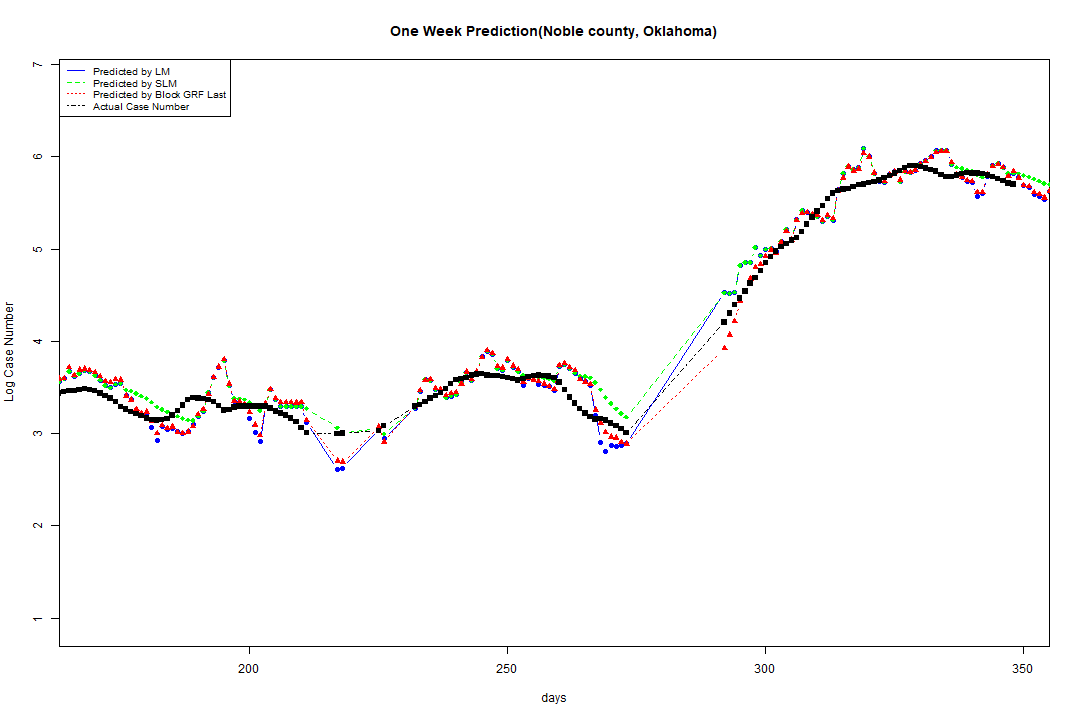 One Week Prediction(Noble county, Oklahoma)
Predicted by LM
Predicted by SLM
Predicted by Block GRF Last
Actual Case Number
7
6
5
4
3
2
1
Log Case Number
200
250
300
350
days